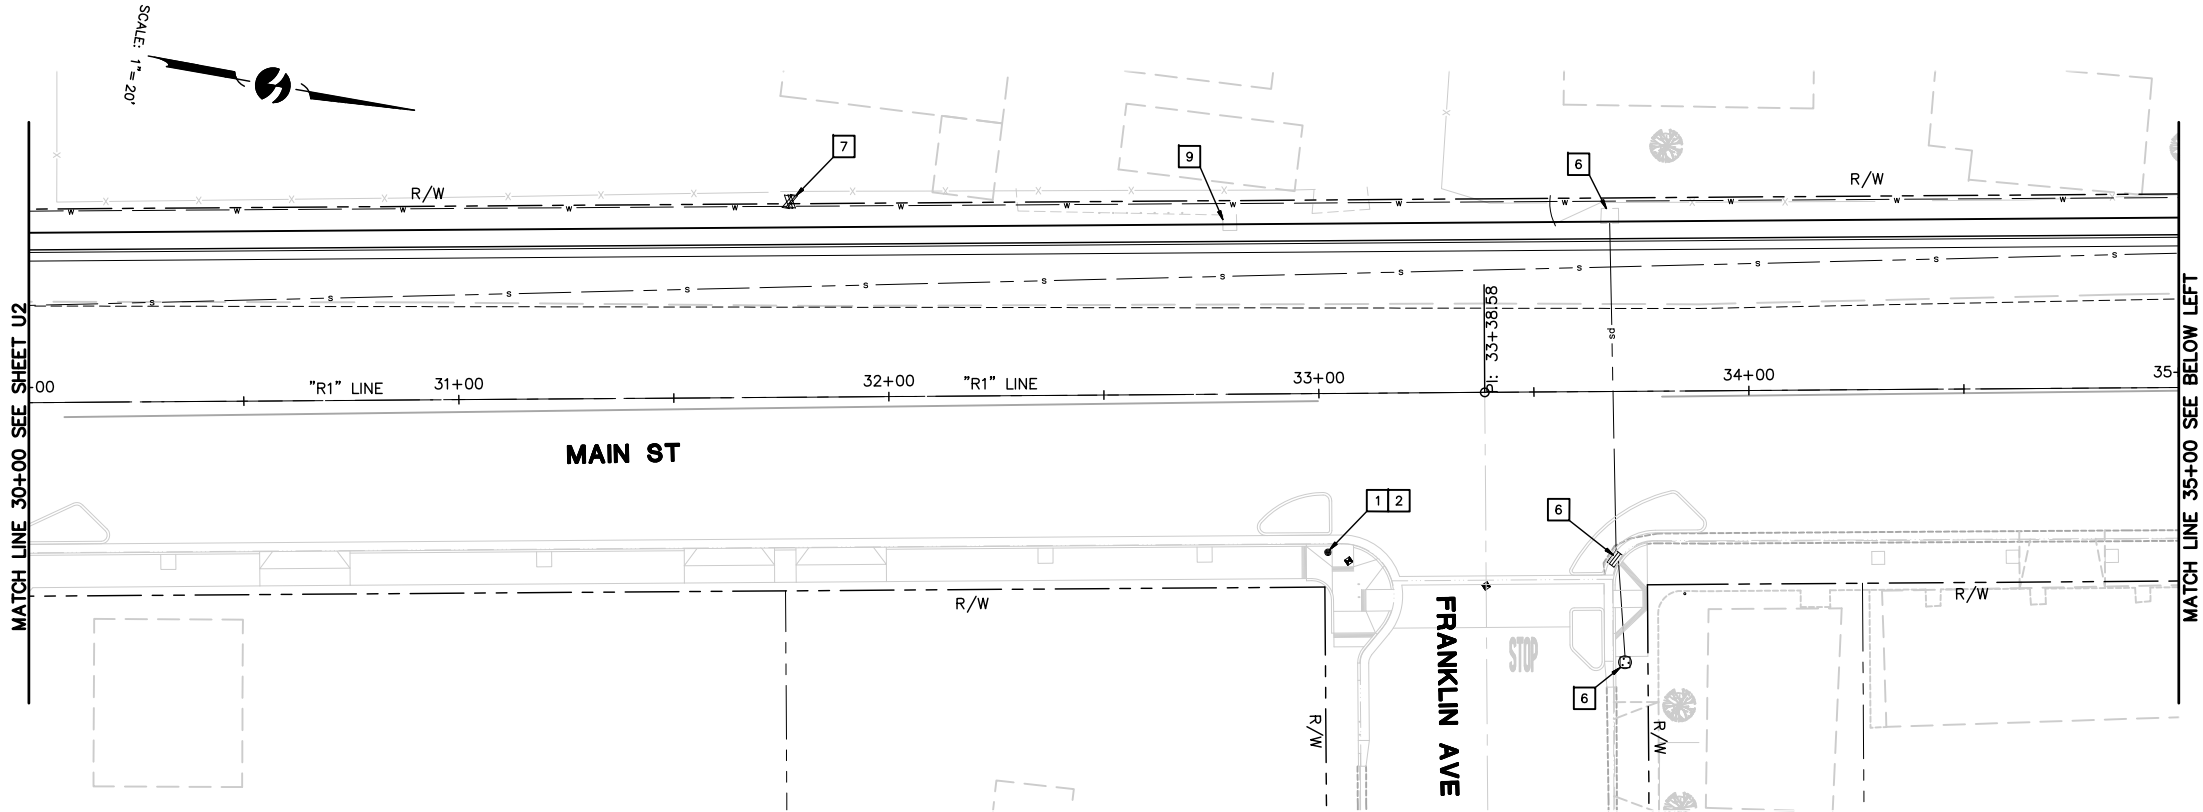 SCALE: 1"= 20'
7
9
6
R/W
R/W
w w w w w w w w w w w w w
x x x x x x x x x x x x x x x
s s s s s s s s s s s s
sd
PI: 33+38.58
MATCH LINE 30+00 SEE SHEET U2
MATCH LINE 35+00 SEE BELOW LEFT
00
"R1" LINE
31+00
32+00
"R1" LINE
33+00
34+00
35
MAIN ST
1 2
6
R/W
R/W
FRANKLIN AVE
STOP
6
R/W
R/W